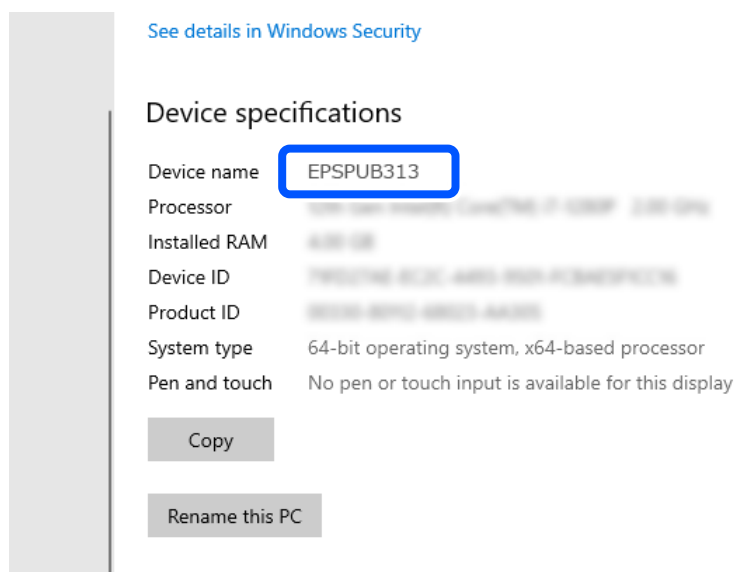 See details in Windows Security
Device specifications
Device name EPSPUB313
Processor
Installed RAM
Device ID
Product ID
System type 64-bit operating system, x64-based processor
Pen and touch No pen or touch input is available for this display
Copy
Rename this PC